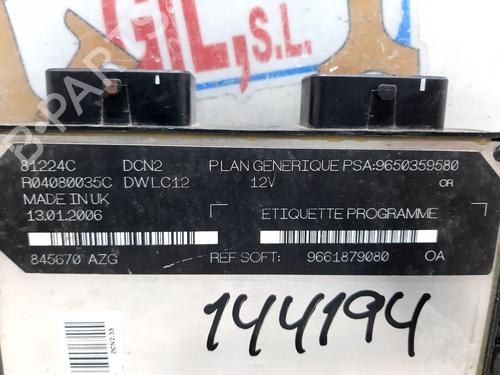 GIL, S.L.
B-PARTS
81224C DCN2 PLAN GENERIQUE PSA:9650359580
R04080035C DWLC12 12V OR
MADE IN UK
13.01.2006 ETIQUETTE PROGRAMME
845670 AZG REF SOFT: 9661879080 OA
144194